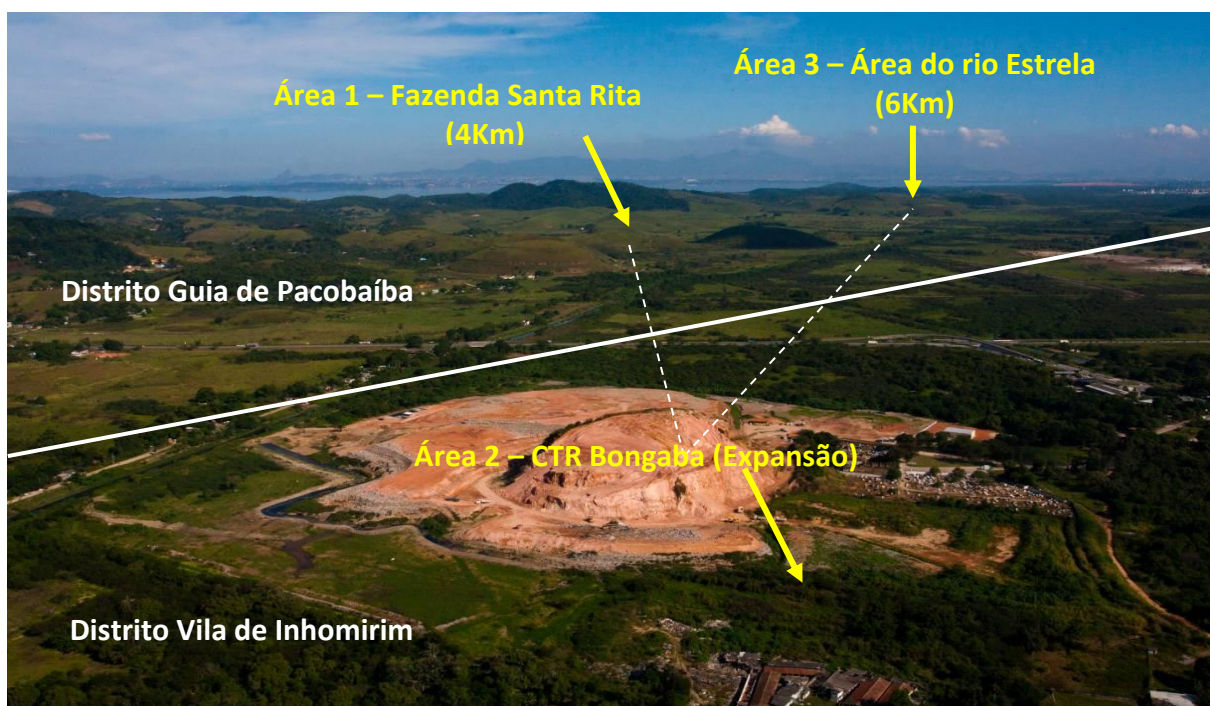 Área 3 – Área do rio Estrela
(6Km)
Área 1 – Fazenda Santa Rita
(4Km)
Distrito Guia de Pacobaíba
Área 2 – CTR Bongaba (Expansão)
Distrito Vila de Inhomirim